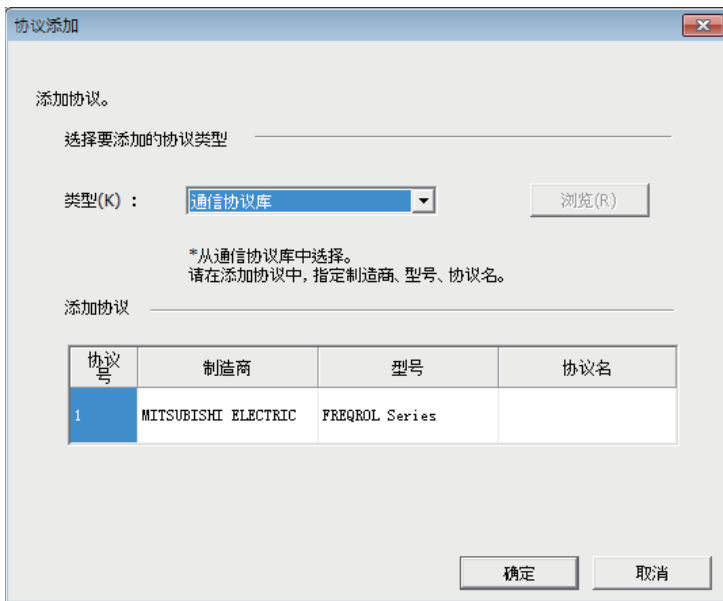 协议添加
添加协议。
选择要添加的协议类型
类型(K) : 通信协议库 浏览(R)
*从通信协议库中选择。
请在添加协议中,指定制造商、型号、协议名。
添加协议
协议号 制造商 型号 协议名
1 MITSUBISHI ELECTRIC FREQROL Series
确定 取消